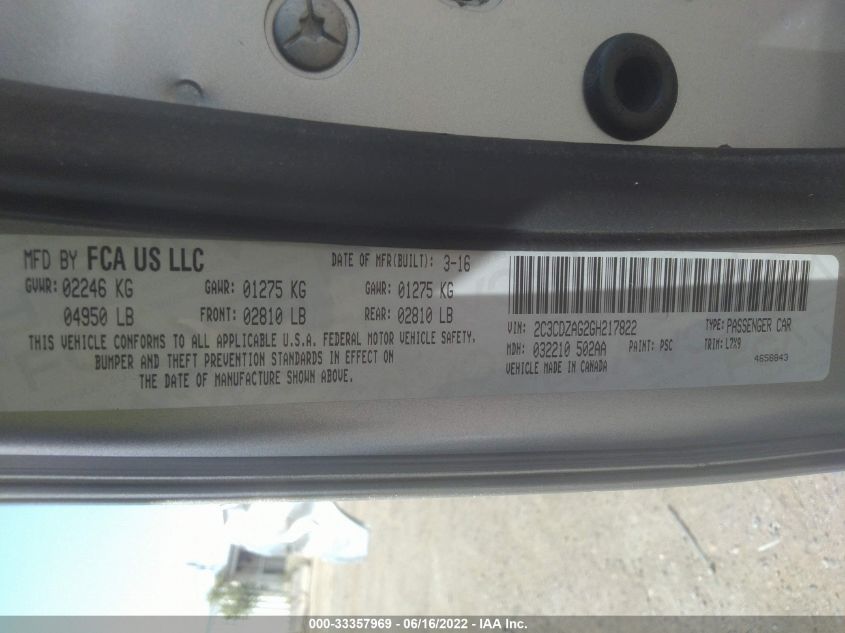 MFD BY FCA US LLC
DATE OF MFR(BUILT): 3-16
GVWR: 02246 KG GAWR: 01275 KG GAWR: 01275 KG
04950 LB FRONT: 02810 LB REAR: 02810 LB
THIS VEHICLE CONFORMS TO ALL APPLICABLE U.S.A. FEDERAL MOTOR VEHICLE SAFETY,
BUMPER AND THEFT PREVENTION STANDARDS IN EFFECT ON
THE DATE OF MANUFACTURE SHOWN ABOVE.
VIN: 2C3CDZAG2GH217822 TYPE: PASSENGER CAR
MDH: 032210 502AA PAINT: PSC TRIM: L7X9
VEHICLE MADE IN CANADA 4656843
000-33357969 - 06/16/2022 - IAA Inc.